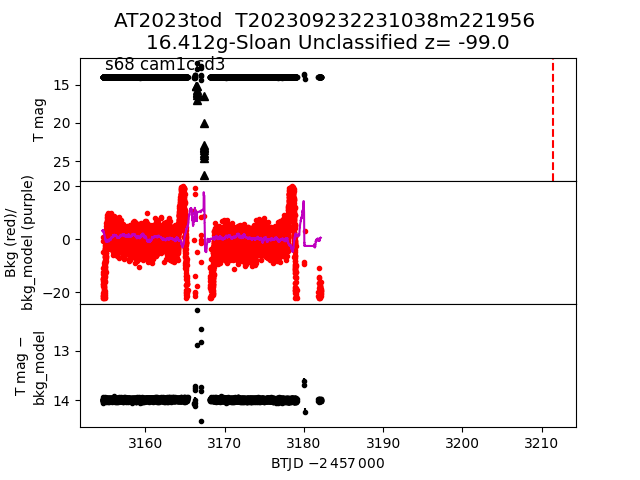 AT2023tod  T202309232231038m221956
16.412g-Sloan Unclassified z= -99.0
s68 cam1ccd3
15
20
25
T mag
20
0
−20
Bkg (red)/
bkg_model (purple)
13
14
T mag −
bkg_model
3160 3170 3180 3190 3200 3210
BTJD −2 457 000